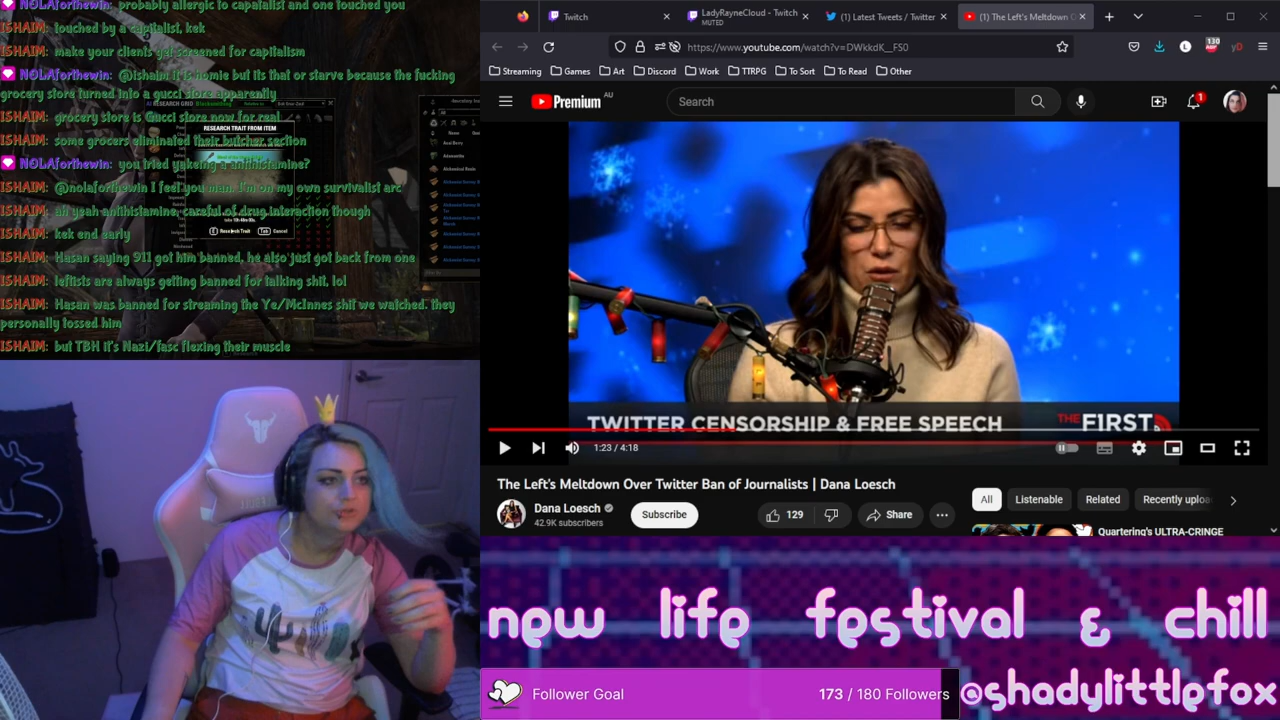 probably allergic to capatalist and one touched you
ISHAIM: touched by a capitalist, kek
ISHAIM: make your clients get screened for capitalism
NOLAforthewin: @ishaim it is homie but its that or starve because the fucking
grocery store turned into a gucci store apparently
ISHAIM: grocery store is Gucci store now for real
ISHAIM: some grocers eliminated their butcher section
NOLAforthewin: you tried yakeing a antihistamine?
ISHAIM: @nolaforthewin I feel you man. I'm on my own survivalist arc
ISHAIM: ah yeah antihistamine, careful of drug interaction though
ISHAIM: kek end early
ISHAIM: Hasan saying 911 got him banned, he also just got back from one
ISHAIM: leftists are always getting banned for talking shit, lol
ISHAIM: Hasan was banned for streaming the Ye/McInnes shit we watched. they
personally tossed him
ISHAIM: but TBH it's Nazi/fasc flexing their muscle
RESEARCH TRAIT FROM ITEM
Research Trait
Cancel
Twitch
LadyRayneCloud - Twitch
MUTED
(1) Latest Tweets / Twitter
(1) The Left's Meltdown O
https://www.youtube.com/watch?v=DWkkdK__F50
130
Streaming Games Art Discord Work TTRPG To Sort To Read Other
Premium AU
Search
1
TWITTER CENSORSHIP & FREE SPEECH
THE FIRST
1:23 / 4:18
The Left's Meltdown Over Twitter Ban of Journalists | Dana Loesch
Dana Loesch
42.9K subscribers
Subscribe
129
Share
All Listenable Related Recently uploa
Quartering's ULTRA-CRINGE
new life festival & chill
Follower Goal 173 / 180 Followers
@shadylittlefox